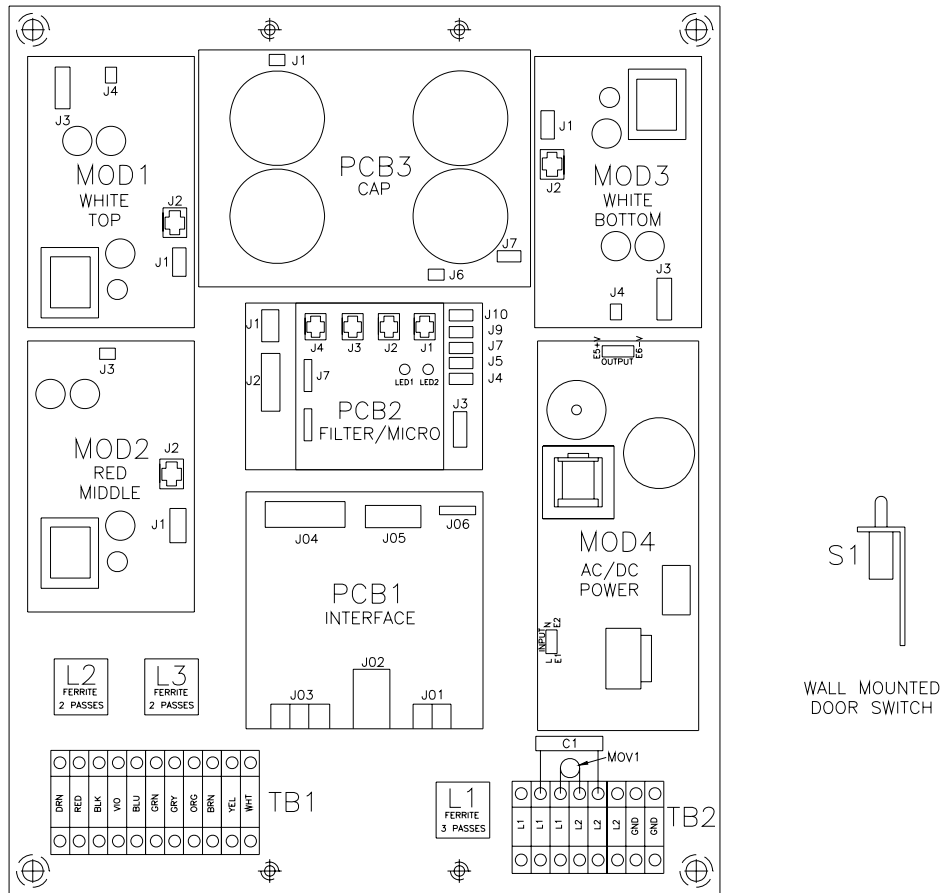 J1
J4
J3
MOD1
WHITE
TOP
J2
J1
PCB3
CAP
J7
J6
J1
J2
MOD3
WHITE
BOTTOM
J3
J4
J3
MOD2
RED
MIDDLE
J2
J1
J1
J2
J4
J3
J2
J1
J7
LED1
LED2
PCB2
FILTER/MICRO
J10
J9
J7
J5
J4
J3
E5+V
OUTPUT
E6-V
MOD4
AC/DC
POWER
INPUT
L
N
E1
E2
J04
J05
J06
PCB1
INTERFACE
J03
J02
J01
S1
WALL MOUNTED
DOOR SWITCH
L2
FERRITE
2 PASSES
L3
FERRITE
2 PASSES
C1
MOV1
DRN
RED
BLK
VIO
BLU
GRN
GRY
ORG
BRN
YEL
WHT
TB1
L1
FERRITE
3 PASSES
L1
L1
L1
L2
L2
L2
GND
GND
TB2